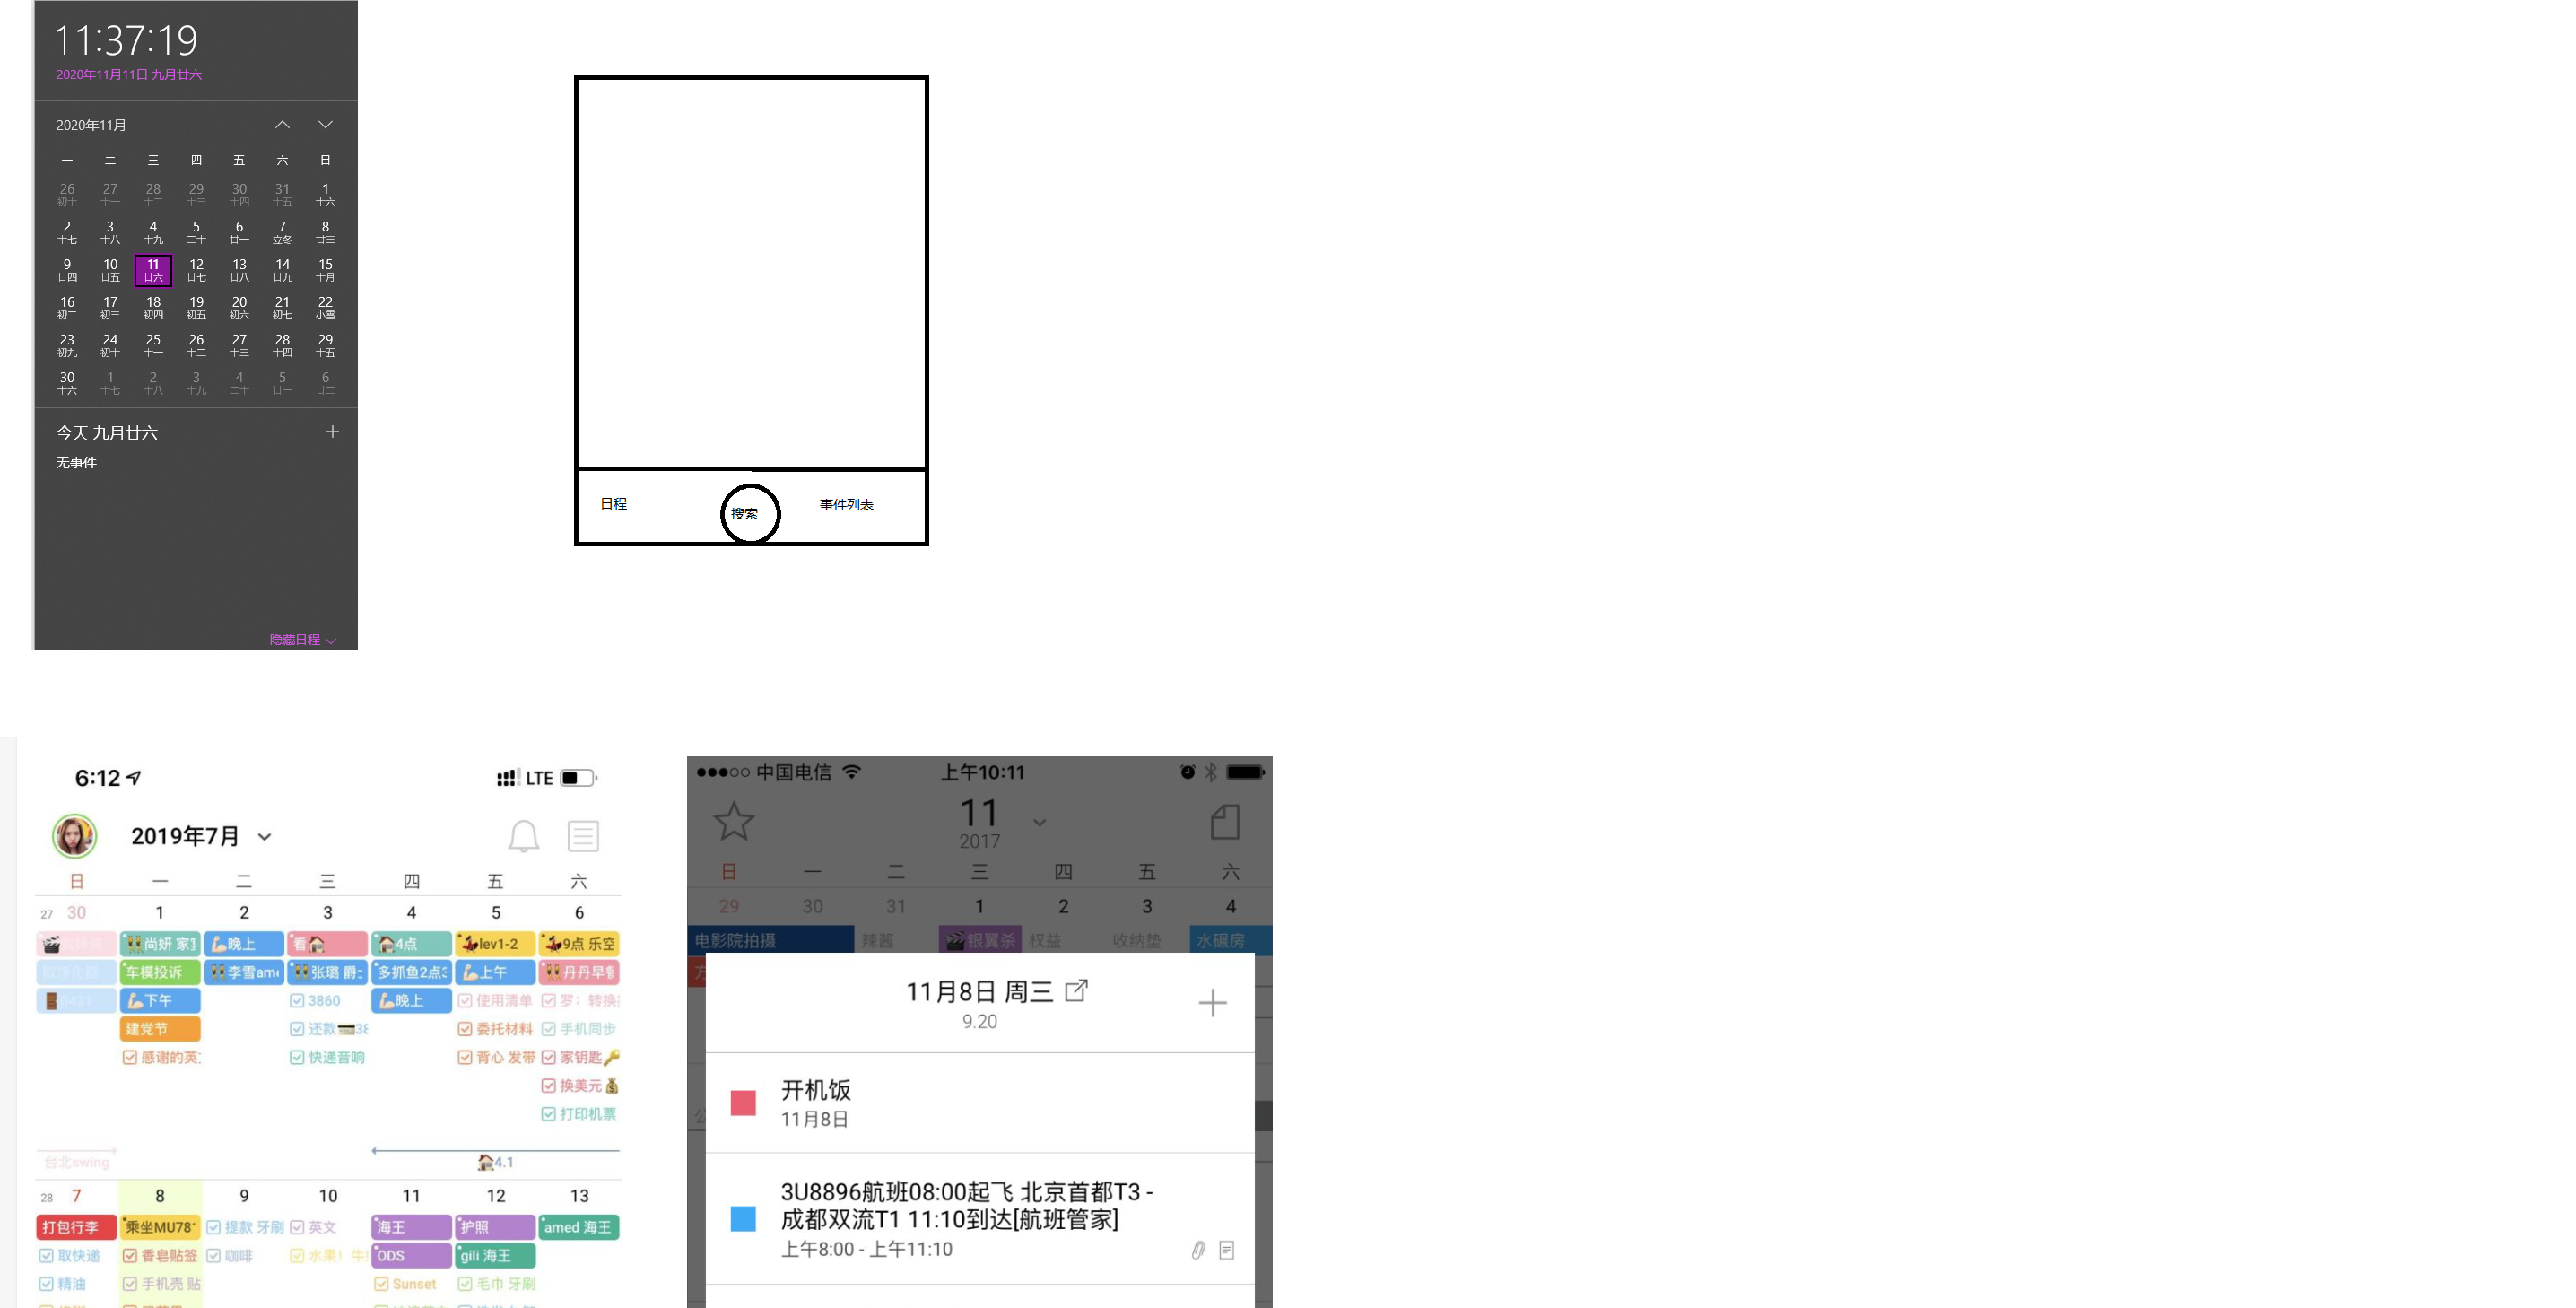 11:37:19
2020年11月11日 九月廿六
2020年11月
一 二 三 四 五 六 日
26 27 28 29 30 31 1
初十 十一 十二 十三 十四 十五 十六
2 3 4 5 6 7 8
十七 十八 十九 二十 廿一 立冬 廿三
9 10 11 12 13 14 15
廿四 廿五 廿六 廿七 廿八 廿九 十月
16 17 18 19 20 21 22
初二 初三 初四 初五 初六 初七 小雪
23 24 25 26 27 28 29
初九 初十 十一 十二 十三 十四 十五
30 1 2 3 4 5 6
十六 十七 十八 十九 二十 廿一 廿二
今天 九月廿六
无事件
隐藏日程
日程
搜索
事件列表
6:12 LTE
2019年7月
日 一 二 三 四 五 六
27 30 1 2 3 4 5 6
尚妍 晚上 看 4点 lev1-2 9点 乐空
车模投诉 李雪 张璐 多抓鱼2点 上午 丹丹早
0431 下午 3860 晚上 使用清单 罗：转换
建党节 还款 委托材料 手机同步
感谢的英 快递音响 背心 发带 家钥匙
换美元
打印机票
台北swing 4.1
28 7 8 9 10 11 12 13
打包行李 乘坐MU78 提款 牙刷 英文 海王 护照 amed 海王
取快递 香皂贴签 咖啡 水果！ ODS gili 海王
精油 手机壳 贴 Sunset 毛巾 牙刷
中国电信 上午10:11
11
2017
日 一 二 三 四 五 六
29 30 31 1 2 3 4
电影院拍摄 辣酱 银翼杀 权益 收纳垫 水碾房
11月8日 周三
9.20
开机饭
11月8日
3U8896航班08:00起飞 北京首都T3 -
成都双流T1 11:10到达[航班管家]
上午8:00 - 上午11:10